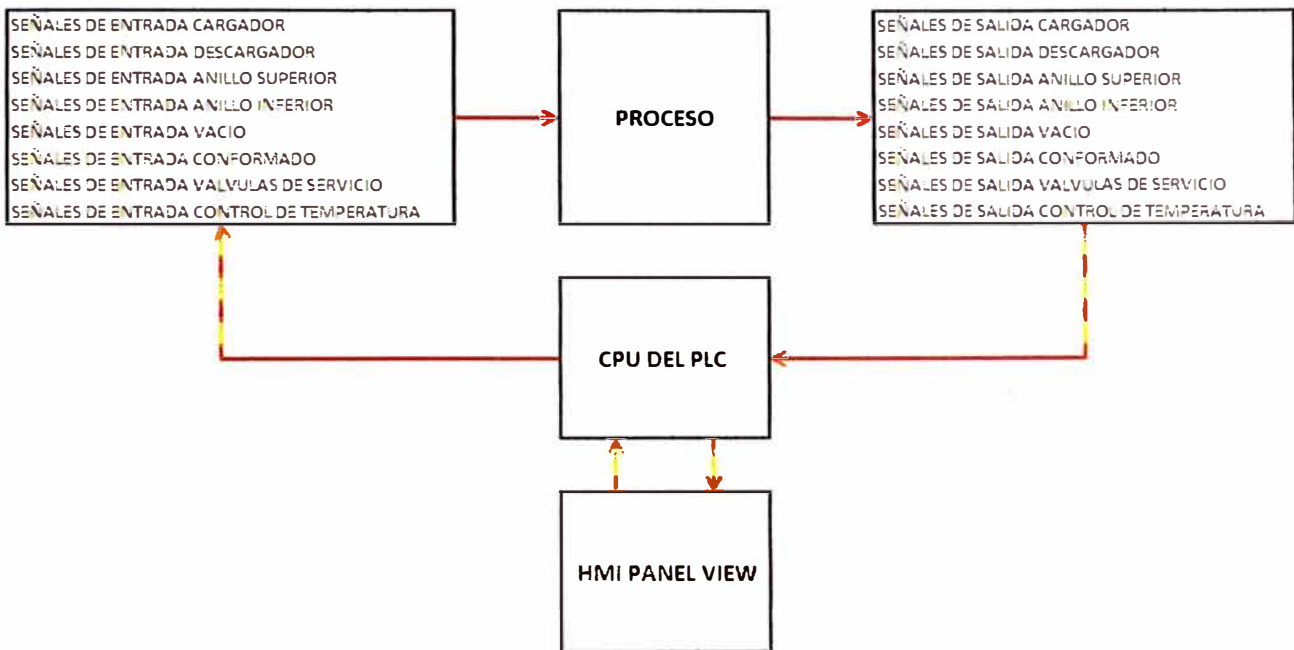 SEÑALES DE ENTRADA CARGADOR
SEÑALES DE ENTRADA DESCARGADOR
SEÑALES DE ENTRADA ANILLO SUPERIOR
SEÑALES DE ENTRADA ANILLO INFERIOR
SEÑALES DE ENTRADA VACIO
SEÑALES DE ENTRADA CONFORMADO
SEÑALES DE ENTRADA VALVULAS DE SERVICIO
SEÑALES DE ENTRADA CONTROL DE TEMPERATURA
PROCESO
SEÑALES DE SALIDA CARGADOR
SEÑALES DE SALIDA DESCARGADOR
SEÑALES DE SALIDA ANILLO SUPERIOR
SEÑALES DE SALIDA ANILLO INFERIOR
SEÑALES DE SALIDA VACIO
SEÑALES DE SALIDA CONFORMADO
SEÑALES DE SALIDA VALVULAS DE SERVICIO
SEÑALES DE SALIDA CONTROL DE TEMPERATURA
CPU DEL PLC
HMI PANEL VIEW